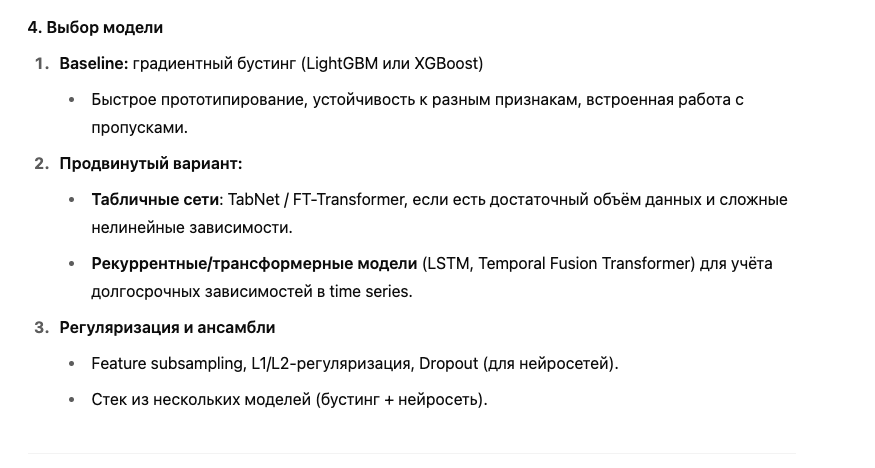 4. Выбор модели
1. Baseline: градиентный бустинг (LightGBM или XGBoost)
• Быстрое прототипирование, устойчивость к разным признакам, встроенная работа с
пропусками.
2. Продвинутый вариант:
• Табличные сети: TabNet / FT-Transformer, если есть достаточный объём данных и сложные
нелинейные зависимости.
• Рекуррентные/трансформерные модели (LSTM, Temporal Fusion Transformer) для учёта
долгосрочных зависимостей в time series.
3. Регуляризация и ансамбли
• Feature subsampling, L1/L2-регуляризация, Dropout (для нейросетей).
• Стек из нескольких моделей (бустинг + нейросеть).